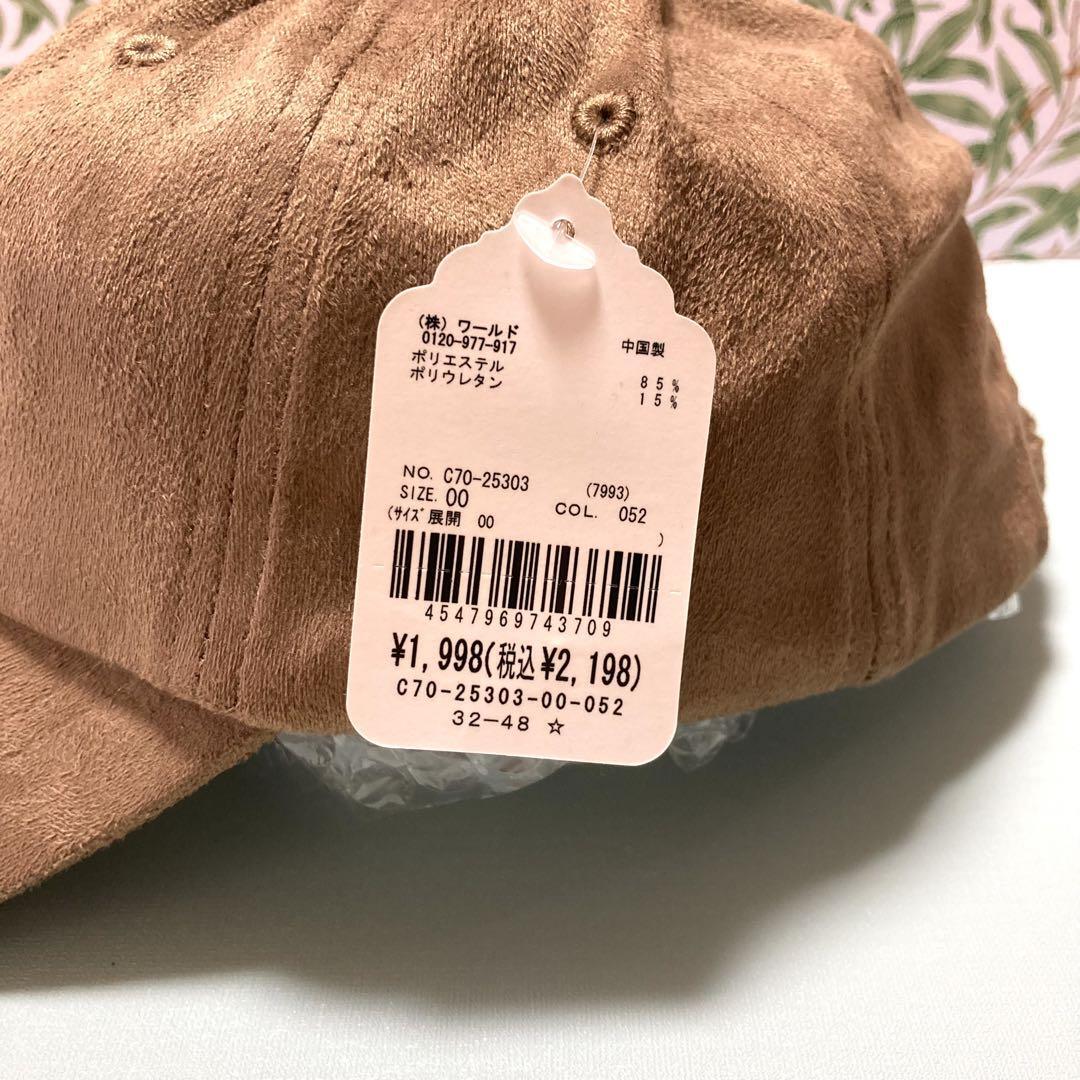 (株) ワールド
0120-977-917
中国製
ポリエステル 85%
ポリウレタン 15%
NO. C70-25303 (7993)
SIZE. 00 COL. 052
(ｻｲｽﾞ展開 00 )
4547969743709
¥1,998(税込¥2,198)
C70-25303-00-052
32-48 ☆